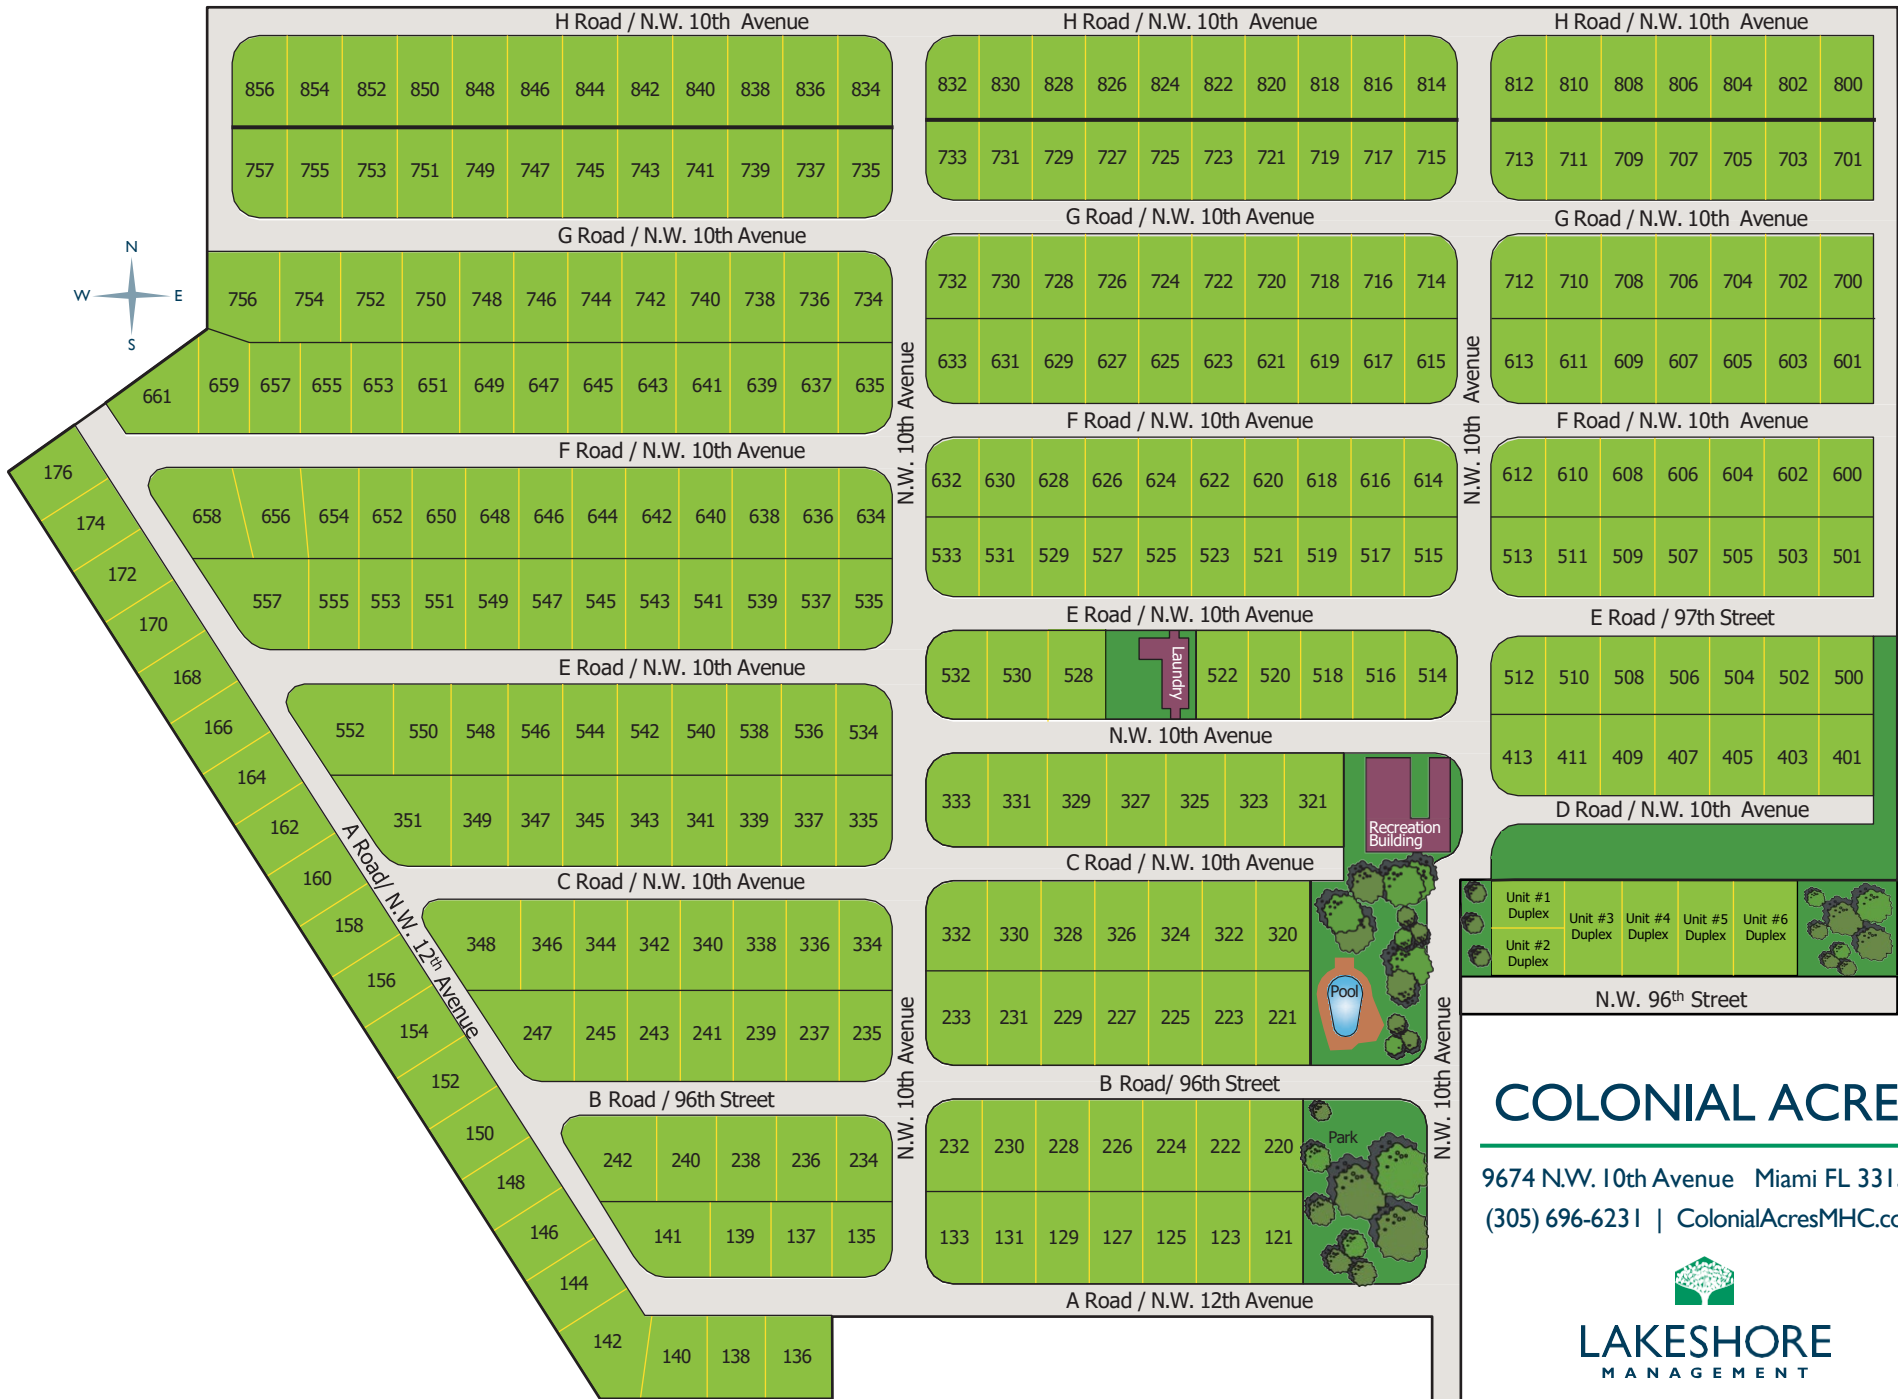 H Road / N.W. 10th Avenue H Road / N.W. 10th Avenue H Road / N.W. 10th Avenue
856 854 852 850 848 846 844 842 840 838 836 834 832 830 828 826 824 822 820 818 816 814 812 810 808 806 804 802 800
757 755 753 751 749 747 745 743 741 739 737 735 733 731 729 727 725 723 721 719 717 715 713 711 709 707 705 703 701
G Road / N.W. 10th Avenue G Road / N.W. 10th Avenue G Road / N.W. 10th Avenue
N
W E
S
756 754 752 750 748 746 744 742 740 738 736 734 732 730 728 726 724 722 720 718 716 714 712 710 708 706 704 702 700
661 659 657 655 653 651 649 647 645 643 641 639 637 635 633 631 629 627 625 623 621 619 617 615 613 611 609 607 605 603 601
N.W. 10th Avenue
N.W. 10th Avenue
F Road / N.W. 10th Avenue F Road / N.W. 10th Avenue F Road / N.W. 10th Avenue
658 656 654 652 650 648 646 644 642 640 638 636 634 632 630 628 626 624 622 620 618 616 614 612 610 608 606 604 602 600
557 555 553 551 549 547 545 543 541 539 537 535 533 531 529 527 525 523 521 519 517 515 513 511 509 507 505 503 501
E Road / N.W. 10th Avenue E Road / N.W. 10th Avenue E Road / 97th Street
552 550 548 546 544 542 540 538 536 534 532 530 528 Laundry 522 520 518 516 514 512 510 508 506 504 502 500
N.W. 10th Avenue
413 411 409 407 405 403 401
351 349 347 345 343 341 339 337 335 333 331 329 327 325 323 321
Recreation
Building
D Road / N.W. 10th Avenue
C Road / N.W. 10th Avenue C Road / N.W. 10th Avenue
348 346 344 342 340 338 336 334 332 330 328 326 324 322 320
Unit #1
Duplex
Unit #2
Duplex
Unit #3
Duplex
Unit #4
Duplex
Unit #5
Duplex
Unit #6
Duplex
N.W. 96th Street
247 245 243 241 239 237 235 233 231 229 227 225 223 221
Pool
N.W. 10th Avenue
N.W. 10th Avenue
B Road / 96th Street B Road/ 96th Street
242 240 238 236 234 232 230 228 226 224 222 220
Park
141 139 137 135 133 131 129 127 125 123 121
A Road / N.W. 12th Avenue
A Road/ N.W. 12th Avenue
176
174
172
170
168
166
164
162
160
158
156
154
152
150
148
146
144
142 140 138 136
COLONIAL ACRE
9674 N.W. 10th Avenue Miami FL 331
(305) 696-6231 | ColonialAcresMHC.co
LAKESHORE
MANAGEMENT